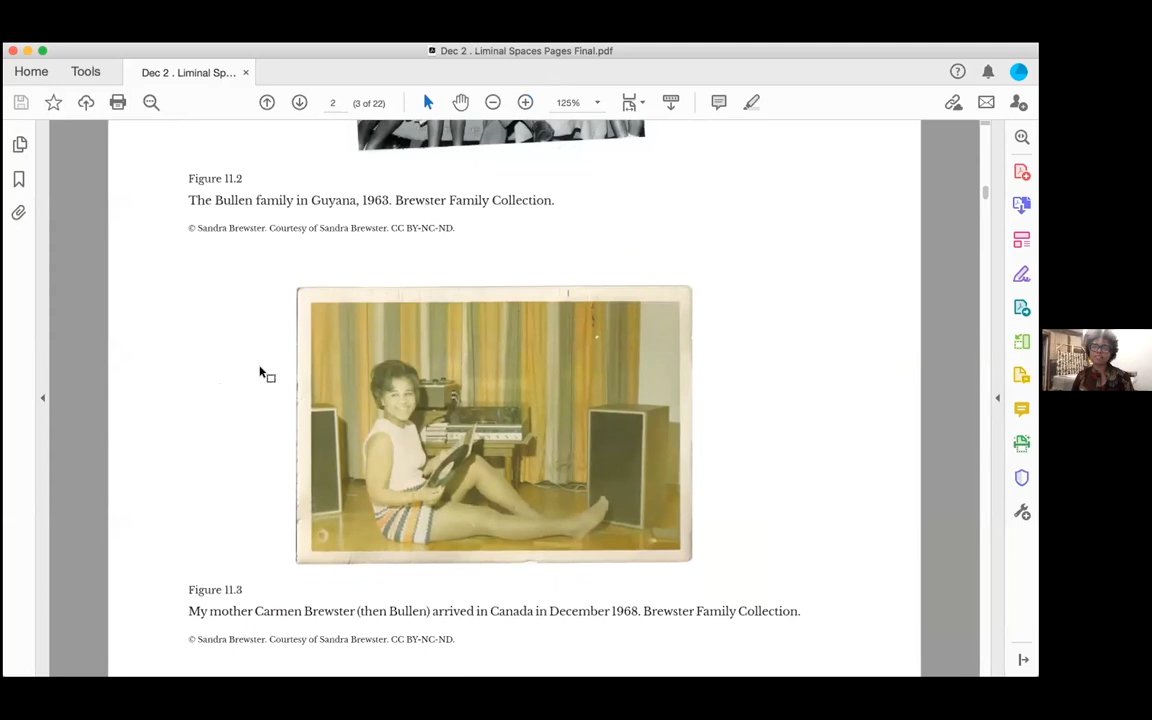 Dec 2 . Liminal Spaces Pages Final.pdf
Home Tools Dec 2 . Liminal Sp... ×
2 (3 of 22) 125%
Figure 11.2
The Bullen family in Guyana, 1963. Brewster Family Collection.
© Sandra Brewster. Courtesy of Sandra Brewster. CC BY-NC-ND.
Figure 11.3
My mother Carmen Brewster (then Bullen) arrived in Canada in December 1968. Brewster Family Collection.
© Sandra Brewster. Courtesy of Sandra Brewster. CC BY-NC-ND.